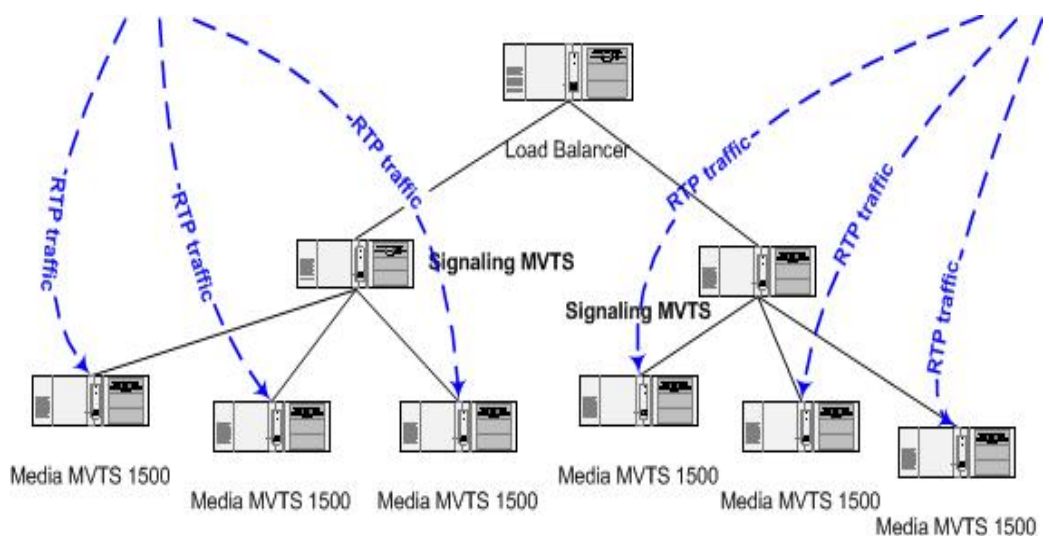 Load Balancer
-RTP traffic
-RTP traffic
-RTP traffic
RTP traffic-
RTP traffic
-RTP traffic
Signaling MVTS
Signaling MVTS
Media MVTS 1500
Media MVTS 1500
Media MVTS 1500
Media MVTS 1500
Media MVTS 1500
Media MVTS 1500